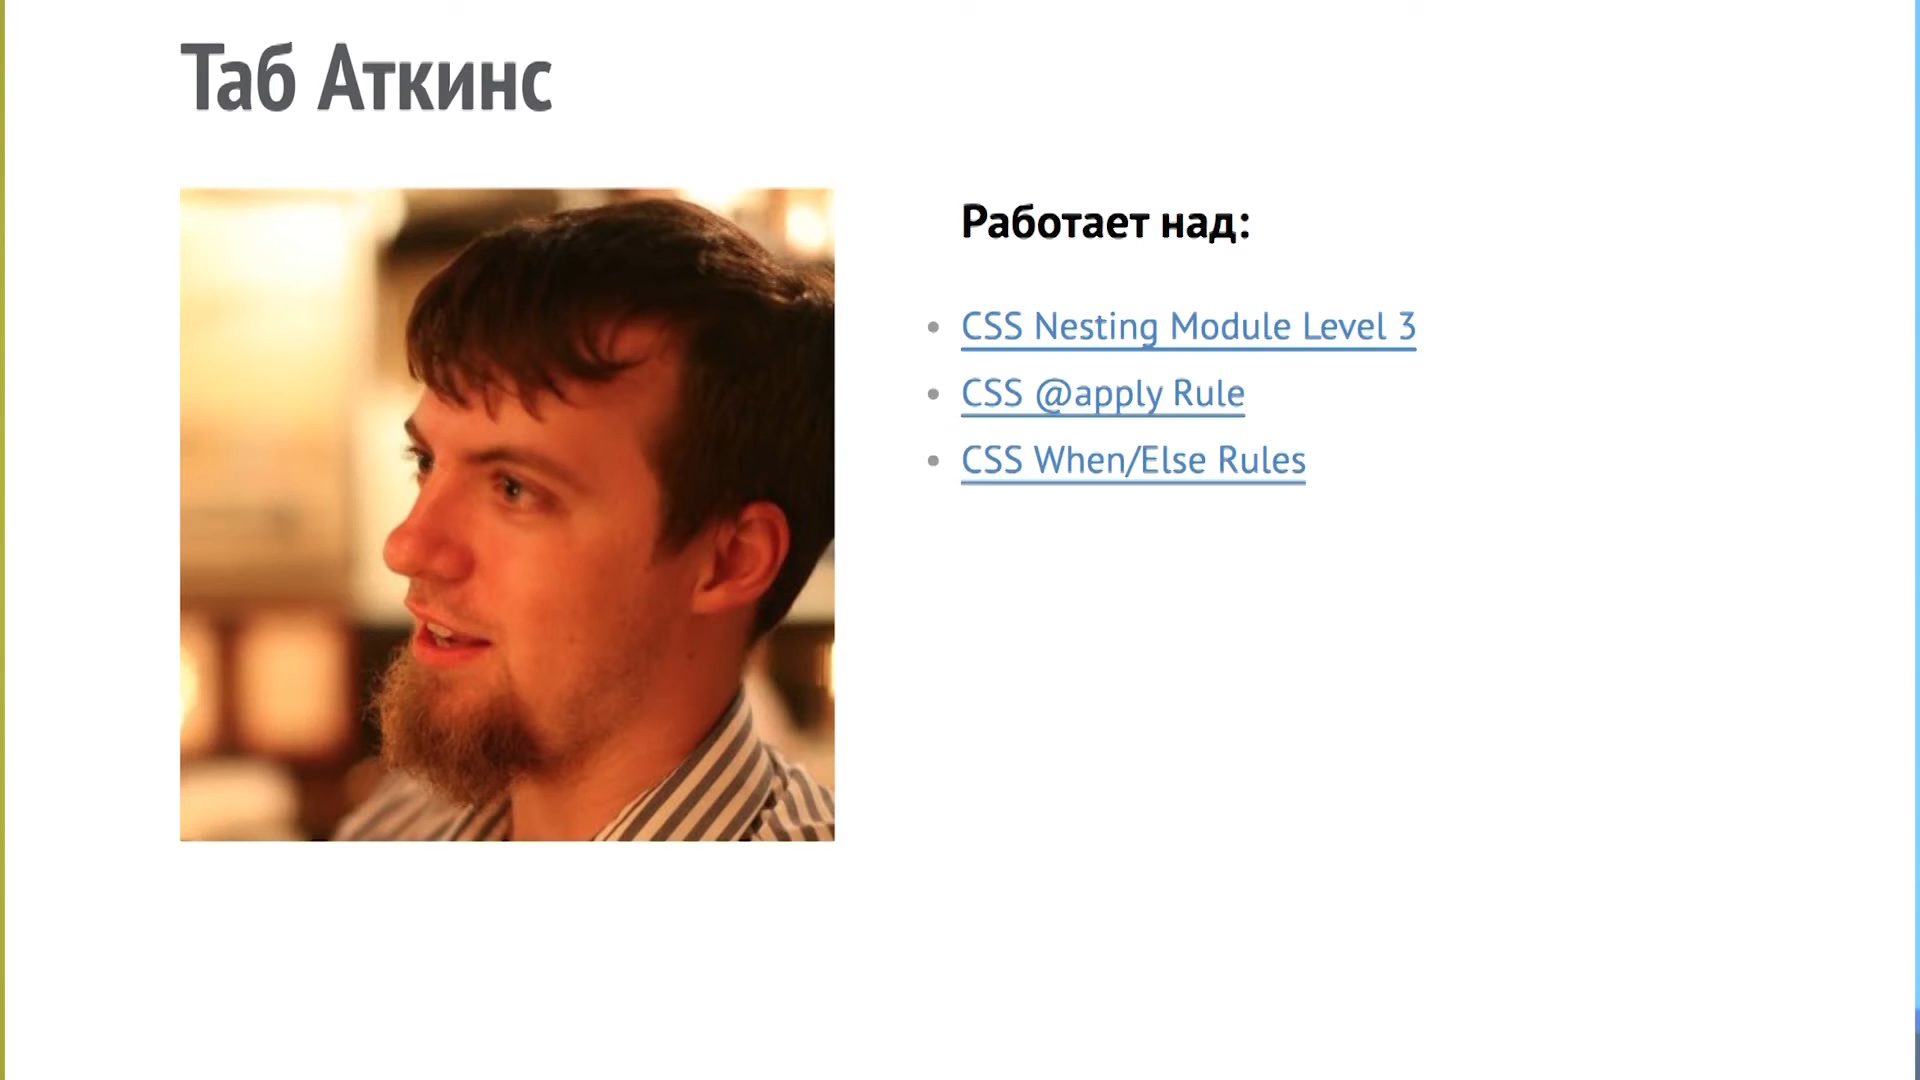 Таб Аткинс
Работает над:
CSS Nesting Module Level 3
CSS @apply Rule
CSS When/Else Rules